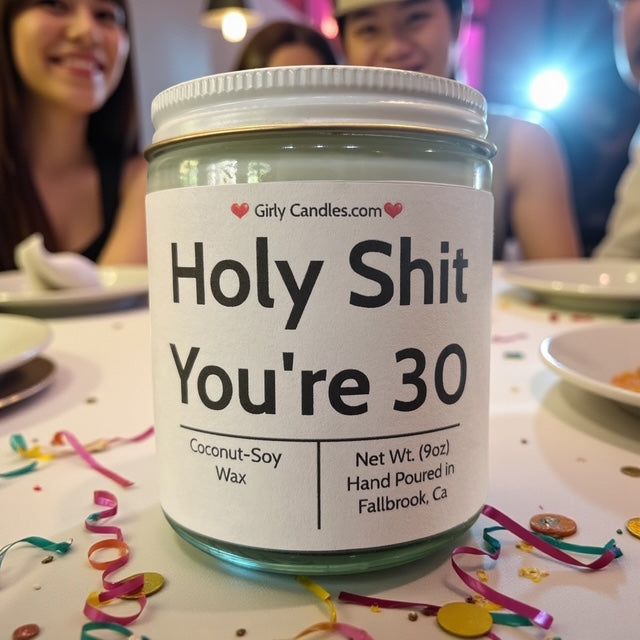 Girly Candles.com
Holy Shit
You're 30
Coconut-Soy
Wax
Net Wt. (9oz)
Hand Poured in
Fallbrook, Ca